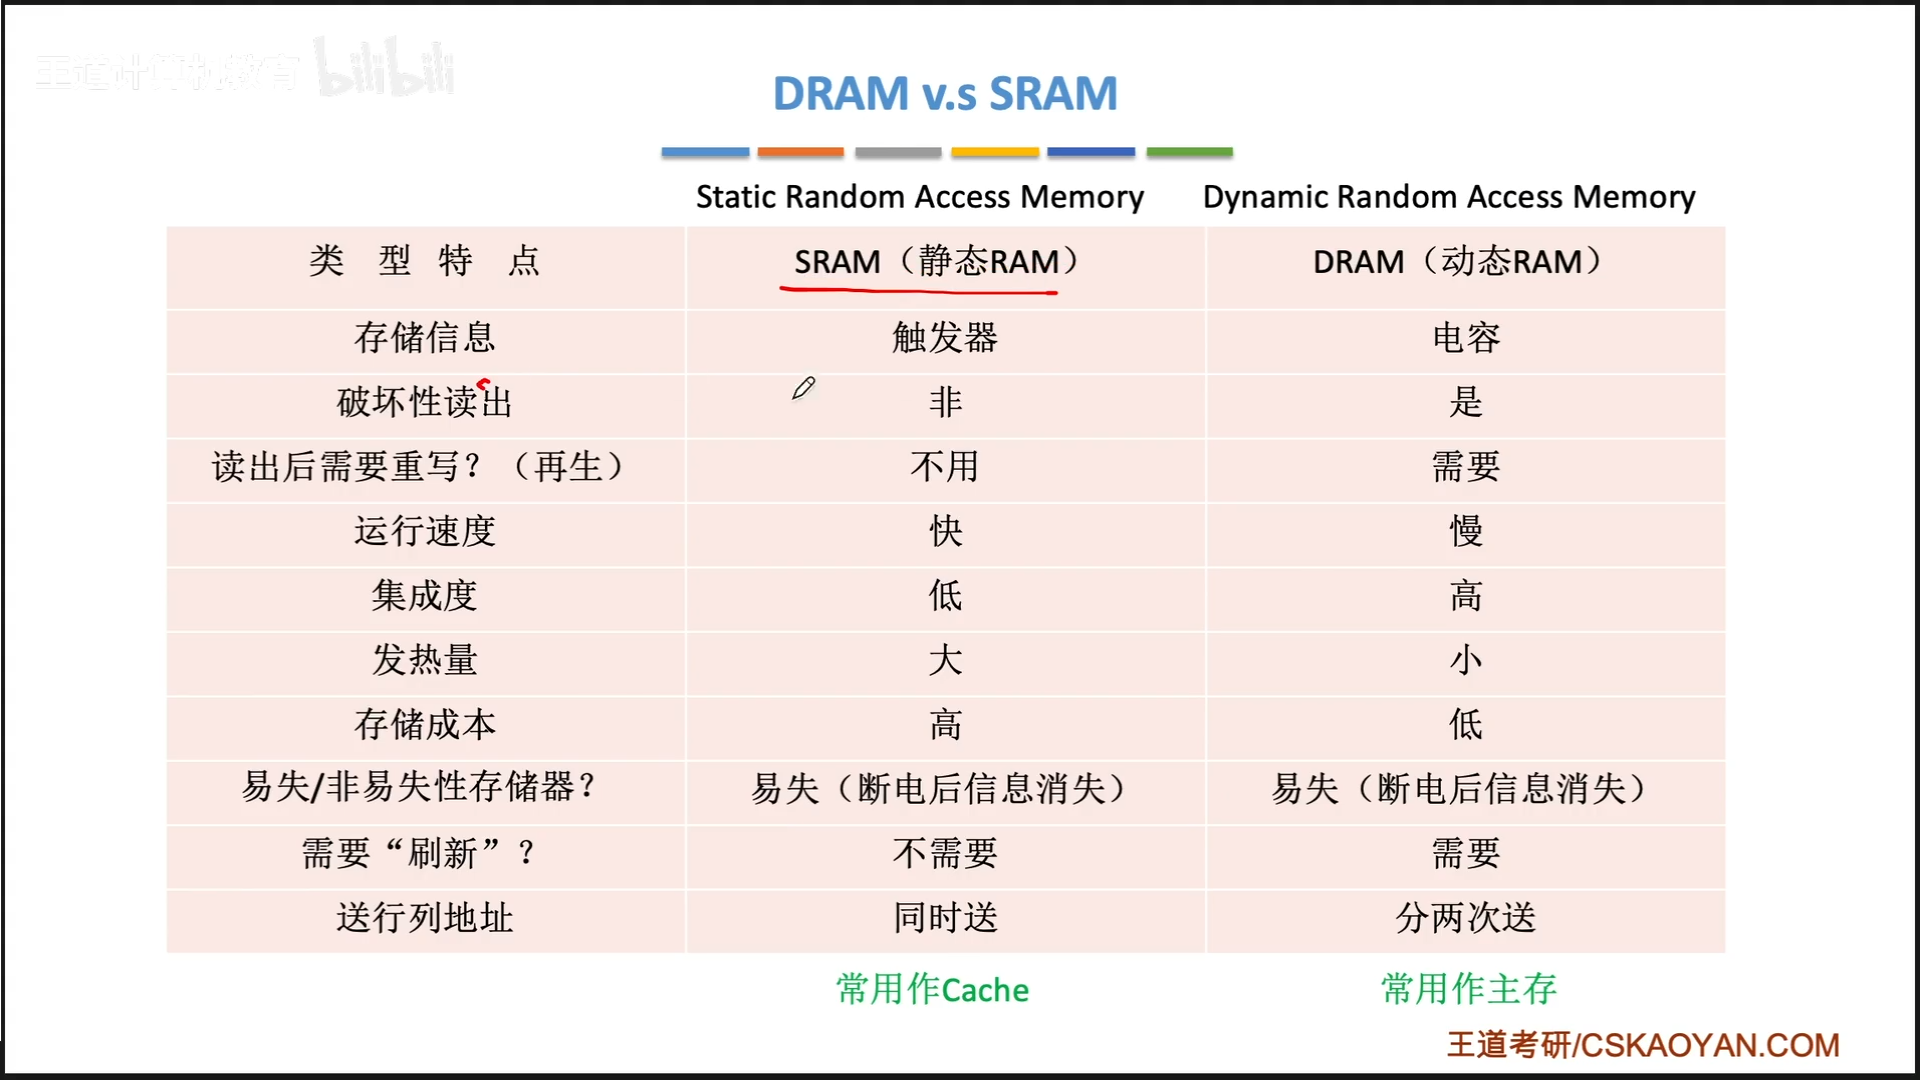 王道计算机教育 bilibili
DRAM v.s SRAM
Static Random Access Memory Dynamic Random Access Memory
类 型 特 点 SRAM（静态RAM） DRAM（动态RAM）
存储信息 触发器 电容
破坏性读出 非 是
读出后需要重写？（再生） 不用 需要
运行速度 快 慢
集成度 低 高
发热量 大 小
存储成本 高 低
易失/非易失性存储器？ 易失（断电后信息消失） 易失（断电后信息消失）
需要“刷新”？ 不需要 需要
送行列地址 同时送 分两次送
常用作Cache 常用作主存
王道考研/CSKAOYAN.COM